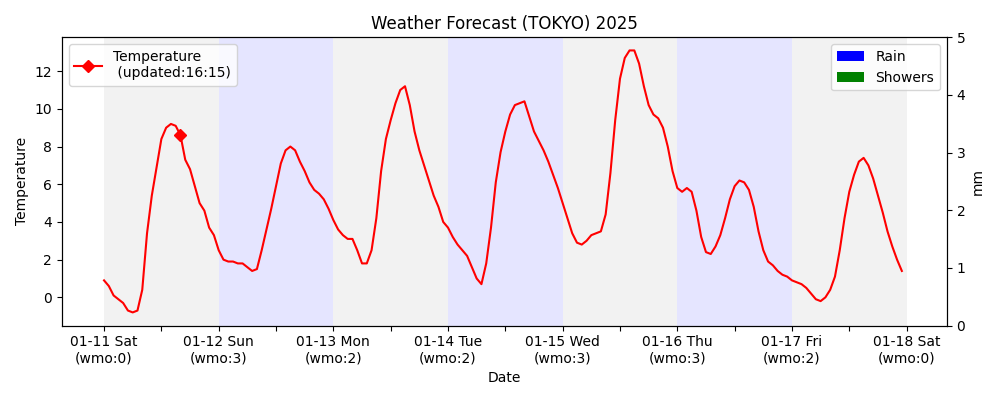 Weather Forecast (TOKYO) 2025
Temperature
(updated:16:15)
Rain
Showers
Temperature
12
10
8
6
4
2
0
5
4
3
2
1
0
mm
01-11 Sat
(wmo:0)
01-12 Sun
(wmo:3)
01-13 Mon
(wmo:2)
01-14 Tue
(wmo:2)
01-15 Wed
(wmo:3)
01-16 Thu
(wmo:3)
01-17 Fri
(wmo:2)
01-18 Sat
(wmo:0)
Date